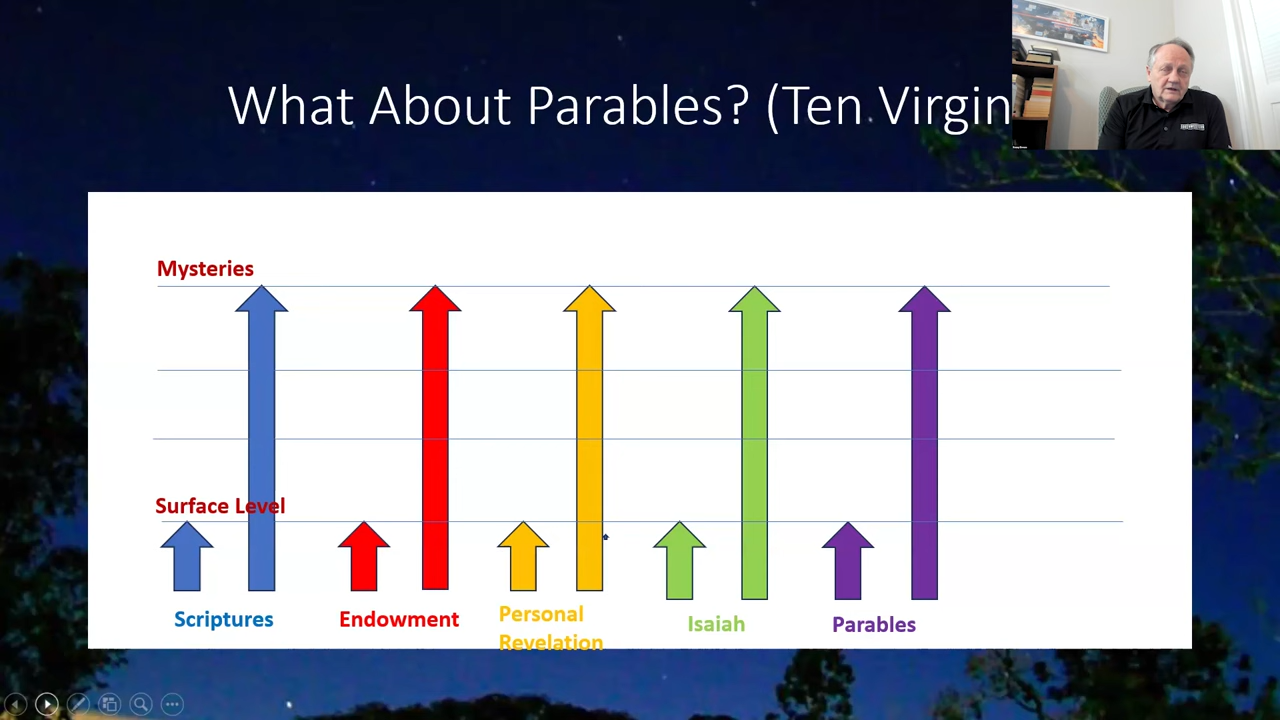 What About Parables? (Ten Virgin
Mysteries
Surface Level
Scriptures
Endowment
Personal
Revelation
Isaiah
Parables